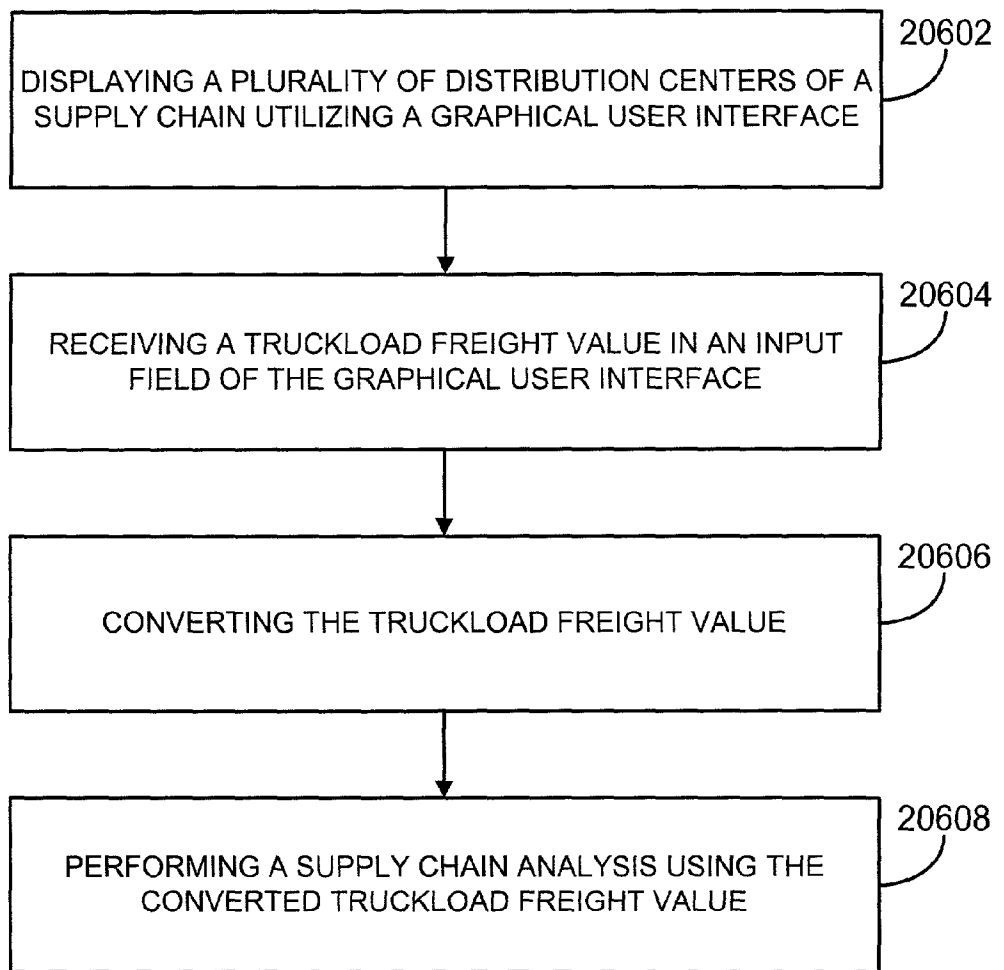 20602
DISPLAYING A PLURALITY OF DISTRIBUTION CENTERS OF A
SUPPLY CHAIN UTILIZING A GRAPHICAL USER INTERFACE
20604
RECEIVING A TRUCKLOAD FREIGHT VALUE IN AN INPUT
FIELD OF THE GRAPHICAL USER INTERFACE
20606
CONVERTING THE TRUCKLOAD FREIGHT VALUE
20608
PERFORMING A SUPPLY CHAIN ANALYSIS USING THE
CONVERTED TRUCKLOAD FREIGHT VALUE